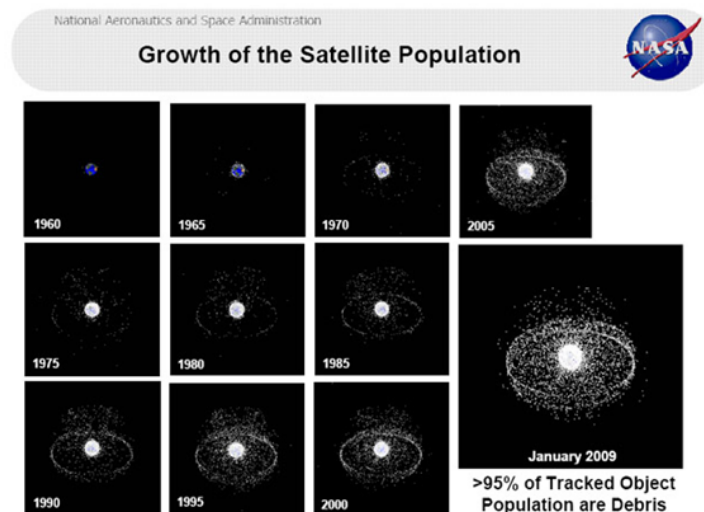 National Aeronautics and Space Administration
Growth of the Satellite Population
NASA
1960
1965
1970
2005
1975
1980
1985
1990
1995
2000
January 2009
>95% of Tracked Object
Population are Debris